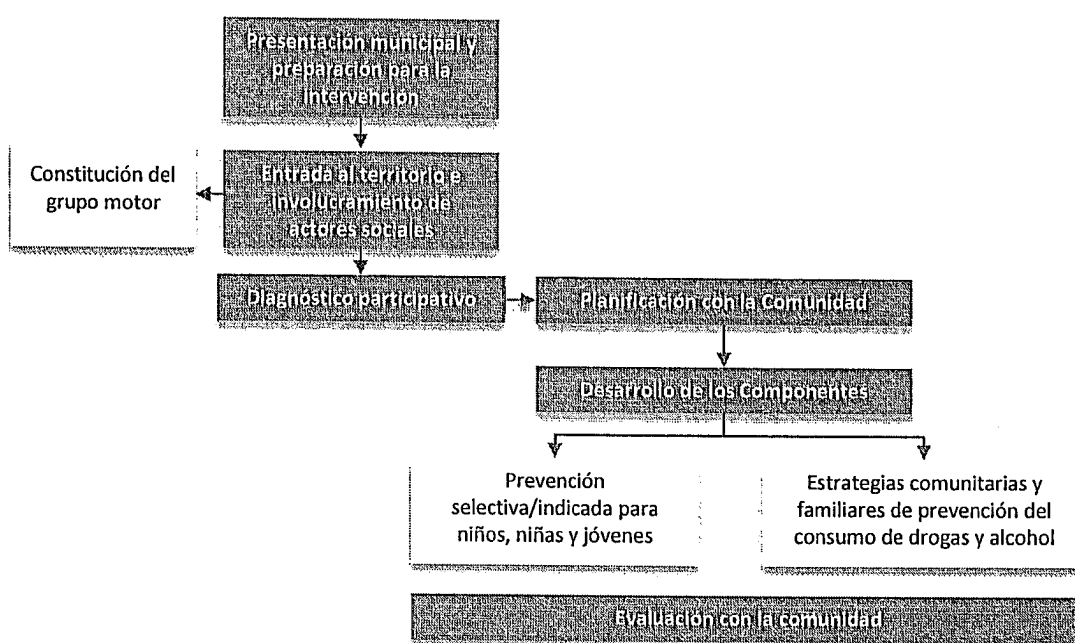 Presentación municipal y
preparación para la
intervención
Constitución del
grupo motor
Entrada al territorio e
involucramiento de
actores sociales
Diagnóstico participativo
Planificación con la Comunidad
Desarrollo de los Componentes
Prevención
selectiva/indicada para
niños, niñas y jóvenes
Estrategias comunitarias y
familiares de prevención del
consumo de drogas y alcohol
Evaluación con la comunidad